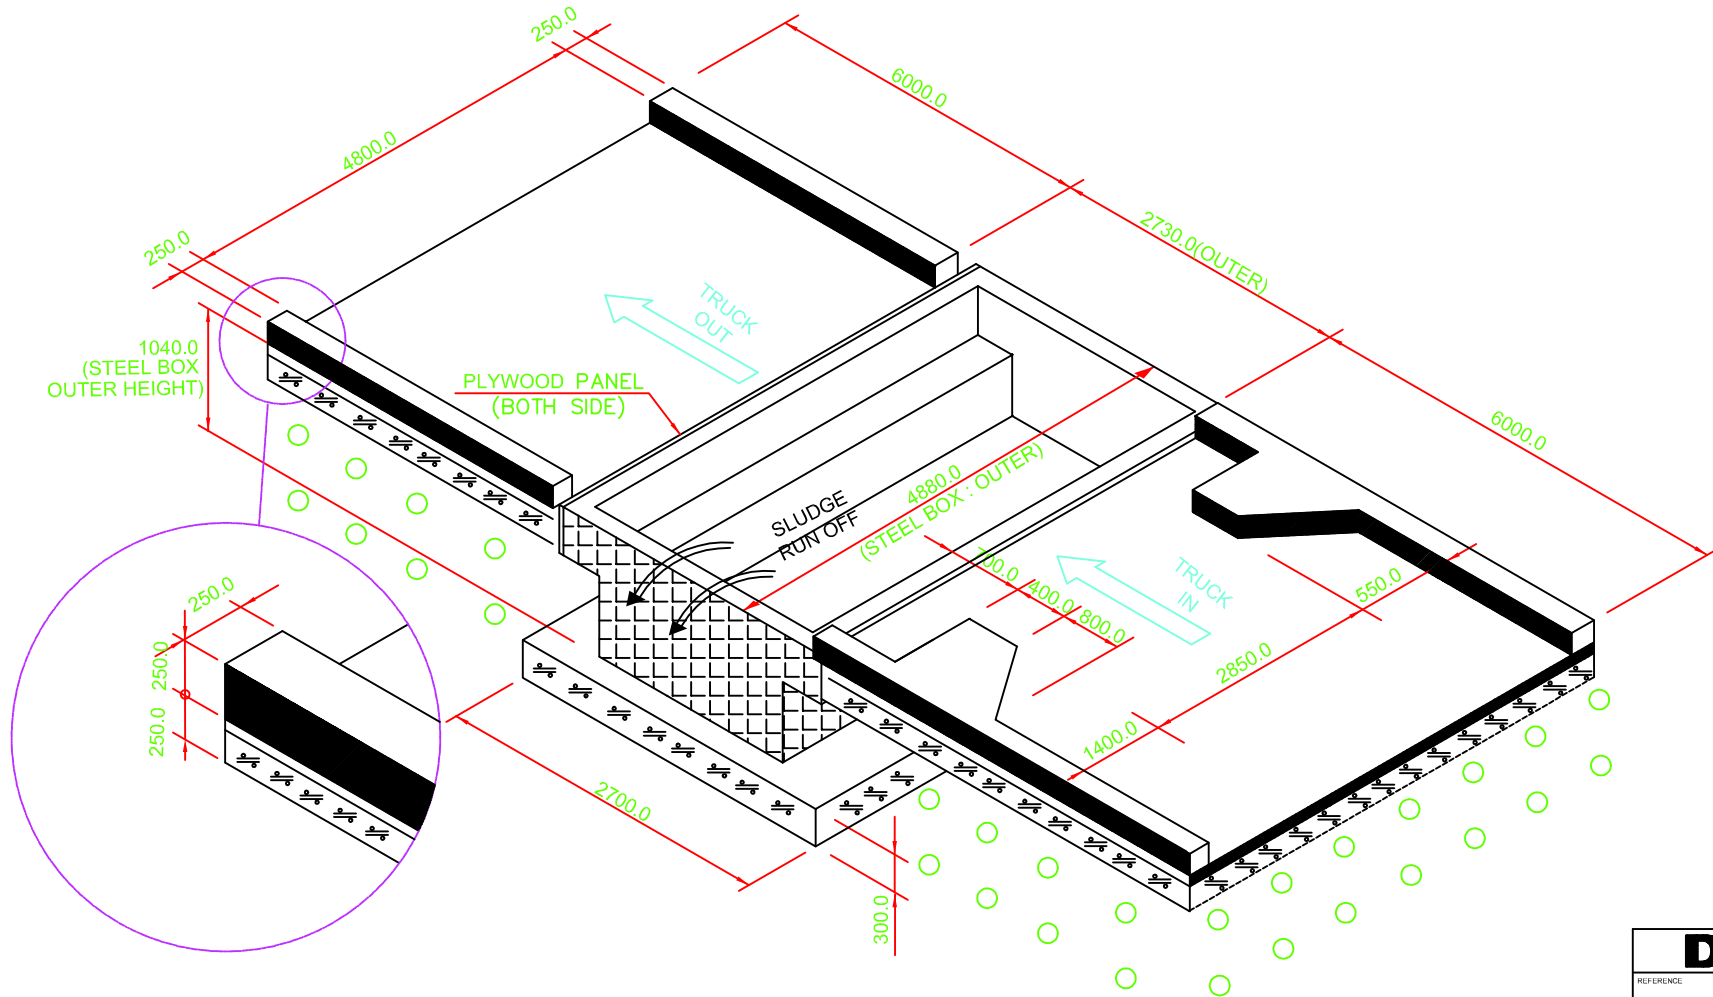 250.0
6000.0
4800.0
2730.0(OUTER)
250.0
TRUCK
OUT
1040.0
(STEEL BOX
OUTER HEIGHT)
PLYWOOD PANEL
(BOTH SIDE)
6000.0
4880.0
(STEEL BOX : OUTER)
SLUDGE
RUN OFF
700.0
400.0
800.0
TRUCK
IN
550.0
2850.0
1400.0
250.0
250.0
250.0
2700.0
300.0
D
REFERENCE